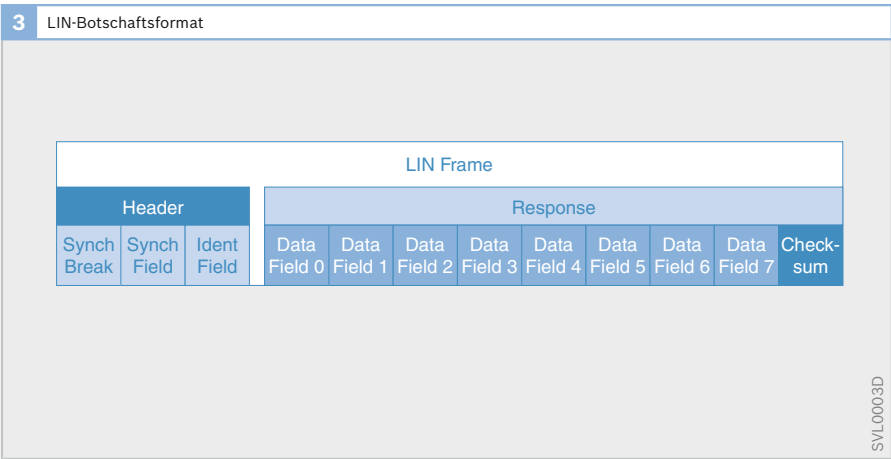 3 LIN-Botschaftsformat
LIN Frame
Header
Response
Synch Break
Synch Field
Ident Field
Data Field 0
Data Field 1
Data Field 2
Data Field 3
Data Field 4
Data Field 5
Data Field 6
Data Field 7
Check-
sum
SVL0003D